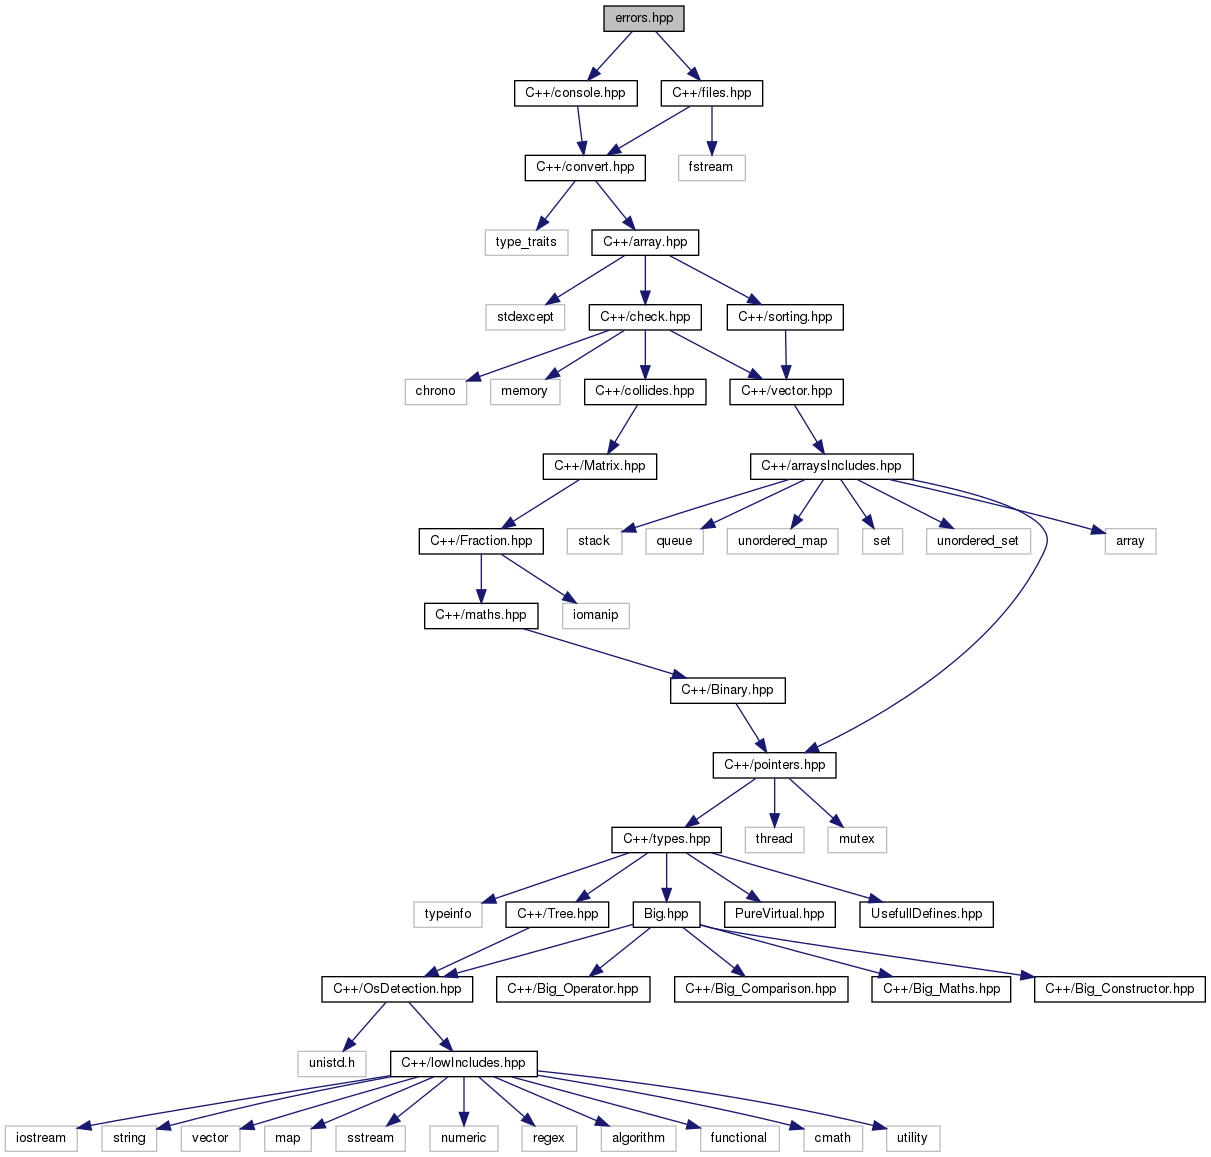 errors.hpp
C++/console.hpp
C++/files.hpp
C++/convert.hpp
fstream
type_traits
C++/array.hpp
stdexcept
C++/check.hpp
C++/sorting.hpp
chrono
memory
C++/collides.hpp
C++/vector.hpp
C++/Matrix.hpp
C++/arraysIncludes.hpp
C++/Fraction.hpp
stack
queue
unordered_map
set
unordered_set
array
C++/maths.hpp
iomanip
C++/Binary.hpp
C++/pointers.hpp
C++/types.hpp
thread
mutex
typeinfo
C++/Tree.hpp
Big.hpp
PureVirtual.hpp
UsefullDefines.hpp
C++/OsDetection.hpp
C++/Big_Operator.hpp
C++/Big_Comparison.hpp
C++/Big_Maths.hpp
C++/Big_Constructor.hpp
unistd.h
C++/lowIncludes.hpp
iostream
string
vector
map
sstream
numeric
regex
algorithm
functional
cmath
utility